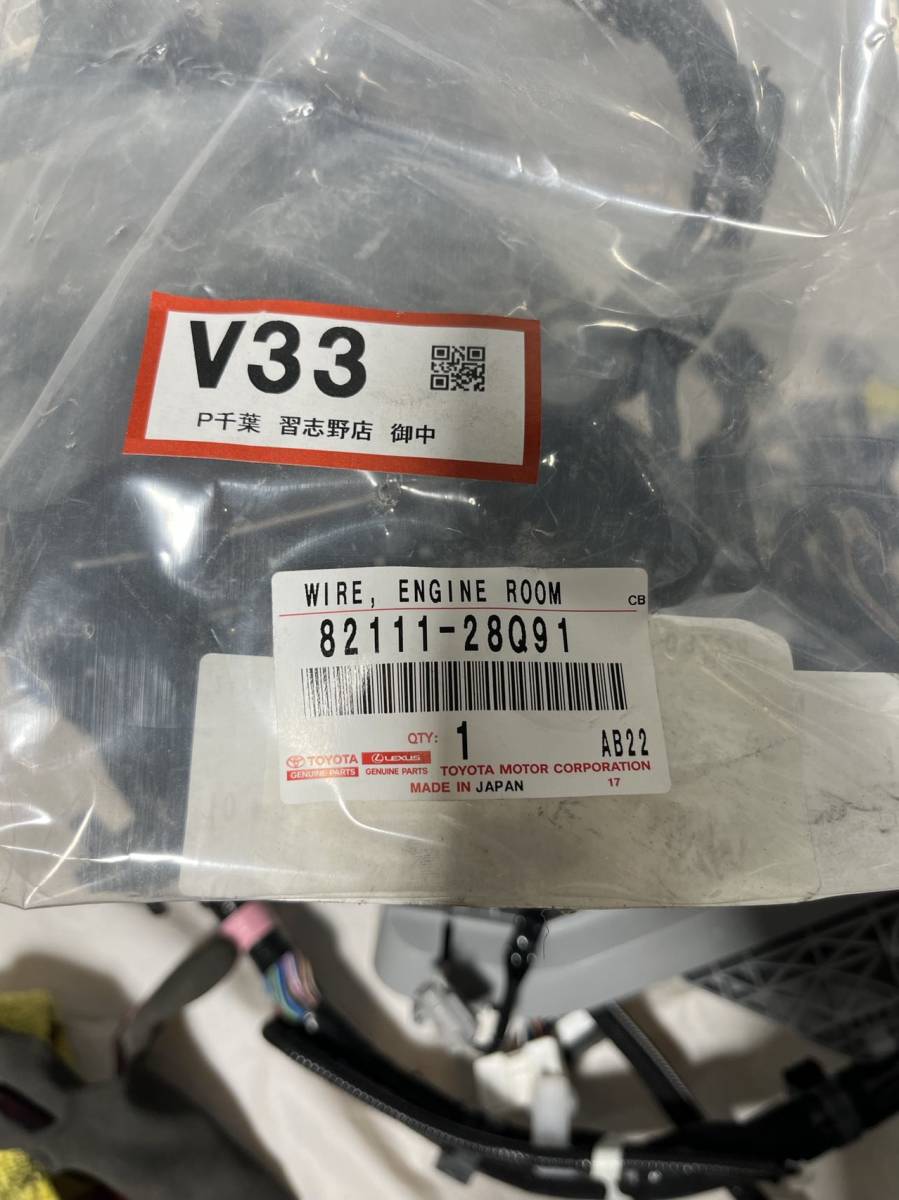 V33
P千葉 習志野店 御中
WIRE, ENGINE ROOM
CB
82111-28Q91
QTY: 1
AB22
TOYOTA
GENUINE PARTS
LEXUS
GENUINE PARTS
TOYOTA MOTOR CORPORATION
MADE IN JAPAN
17